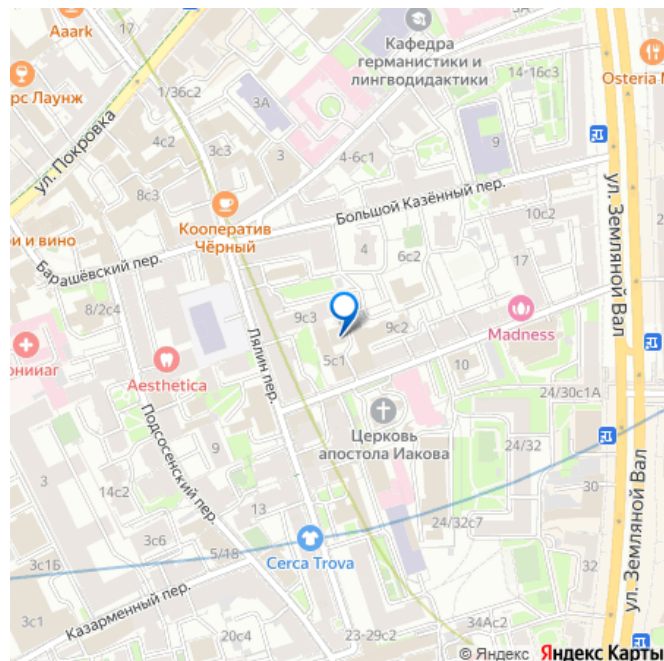 Aaark
17
Кафедра
германистики и
лингводидактики
14-16с3
Osteria
рс Лаунж
1/36с2
3А
ул. Покровка
4с2
3с3
3
4-6с1
9
8с3
Большой Казённый пер.
ул. Земляной Вал
Кооператив
Чёрный
10с2
4
6с2
17
и вино
Барашёвский пер.
8/2с4
9с3
9с2
Madness
Лялин пер.
5с1
10
Aesthetica
24/30с1А
Церковь
апостола Иакова
24/32
Подсосенский пер.
9
3
14с2
13
30
24/32с7
3с6
5/18
3с1Б
Cerca Trova
32
ул. Земляной Вал
Казарменный пер.
3с1
20с4
23-29с2
34Ас2
© Яндекс Яндекс Карты